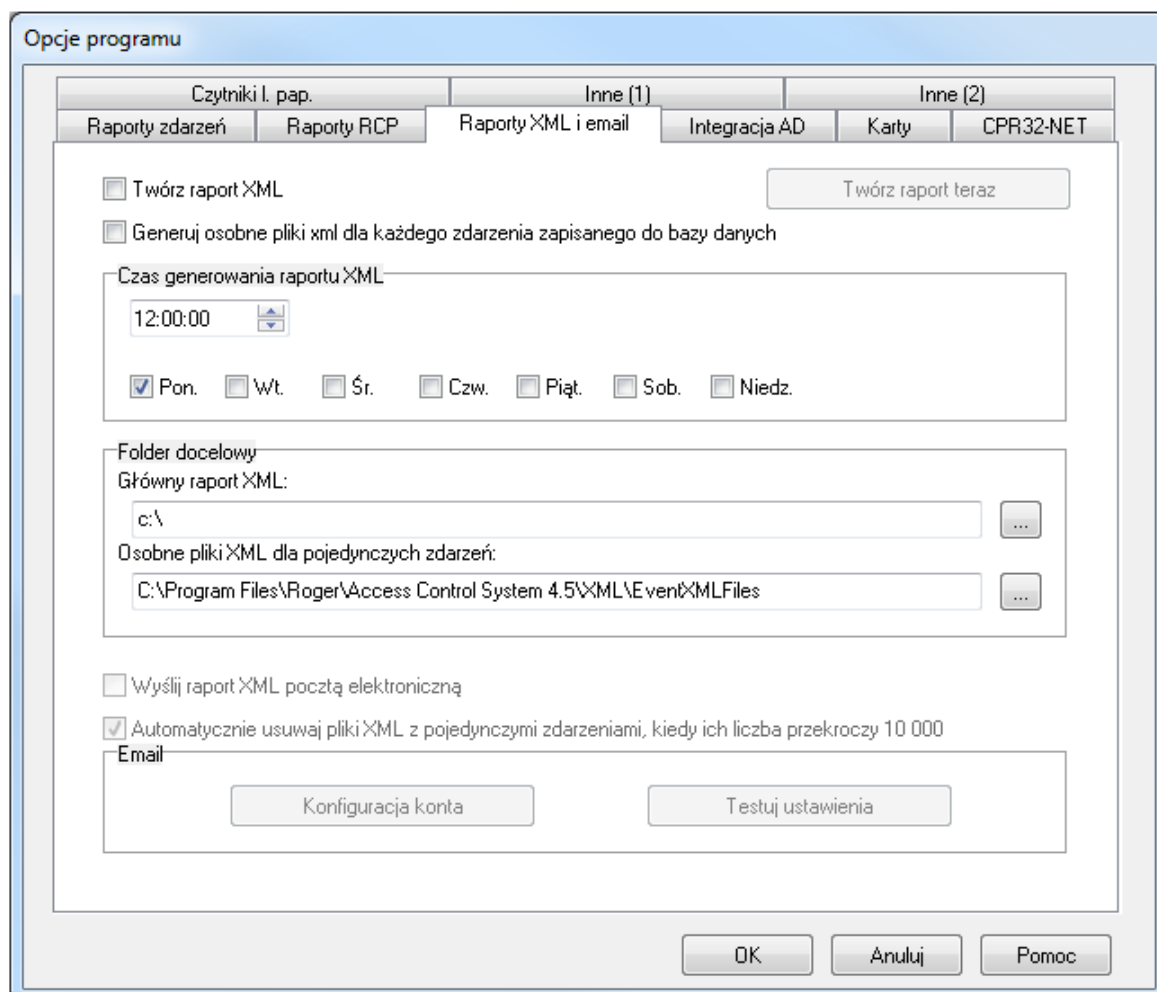 Opcje programu
Czytniki l. pap. Inne (1) Inne (2)
Raporty zdarzeń Raporty RCP Raporty XML i email Integracja AD Karty CPR32-NET
Twórz raport XML Twórz raport teraz
Generuj osobne pliki xml dla każdego zdarzenia zapisanego do bazy danych
Czas generowania raportu XML
12:00:00
Pon. Wt. Śr. Czw. Piąt. Sob. Niedz.
Folder docelowy
Główny raport XML:
c:\ ...
Osobne pliki XML dla pojedynczych zdarzeń:
C:\Program Files\Roger\Access Control System 4.5\XML\EventXMLFiles ...
Wyślij raport XML pocztą elektroniczną
Automatycznie usuwaj pliki XML z pojedynczymi zdarzeniami, kiedy ich liczba przekroczy 10 000
Email
Konfiguracja konta Testuj ustawienia
OK Anuluj Pomoc